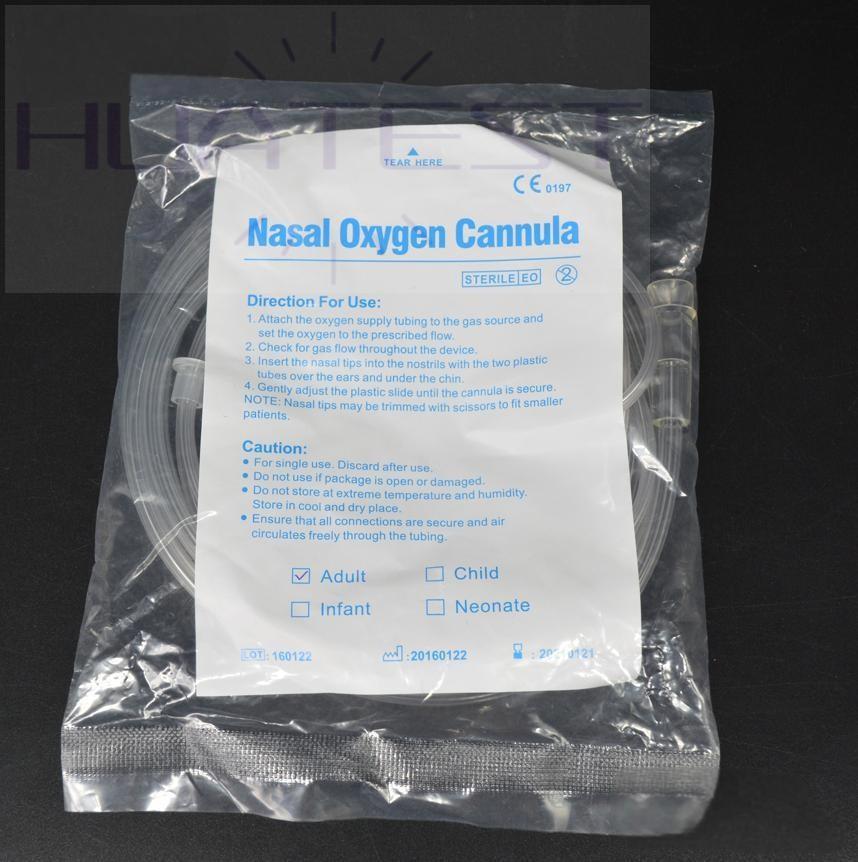 HUATEST
TEAR HERE
CE 0197
Nasal Oxygen Cannula
STERILE EO
2
Direction For Use:
1. Attach the oxygen supply tubing to the gas source and
set the oxygen to the prescribed flow.
2. Check for gas flow throughout the device.
3. Insert the nasal tips into the nostrils with the two plastic
tubes over the ears and under the chin.
4. Gently adjust the plastic slide until the cannula is secure.
NOTE: Nasal tips may be trimmed with scissors to fit smaller
patients.
Caution:
• For single use. Discard after use.
• Do not use if package is open or damaged.
• Do not store at extreme temperature and humidity.
Store in cool and dry place.
• Ensure that all connections are secure and air
circulates freely through the tubing.
Adult Child
Infant Neonate
LOT: 160122 :20160122 :